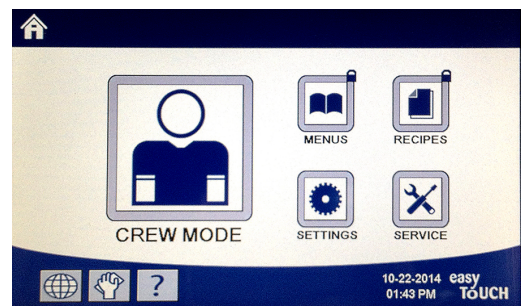 CREW MODE
MENUS
RECIPES
SETTINGS
SERVICE
?
10-22-2014
01:43 PM
easy
TOUCH